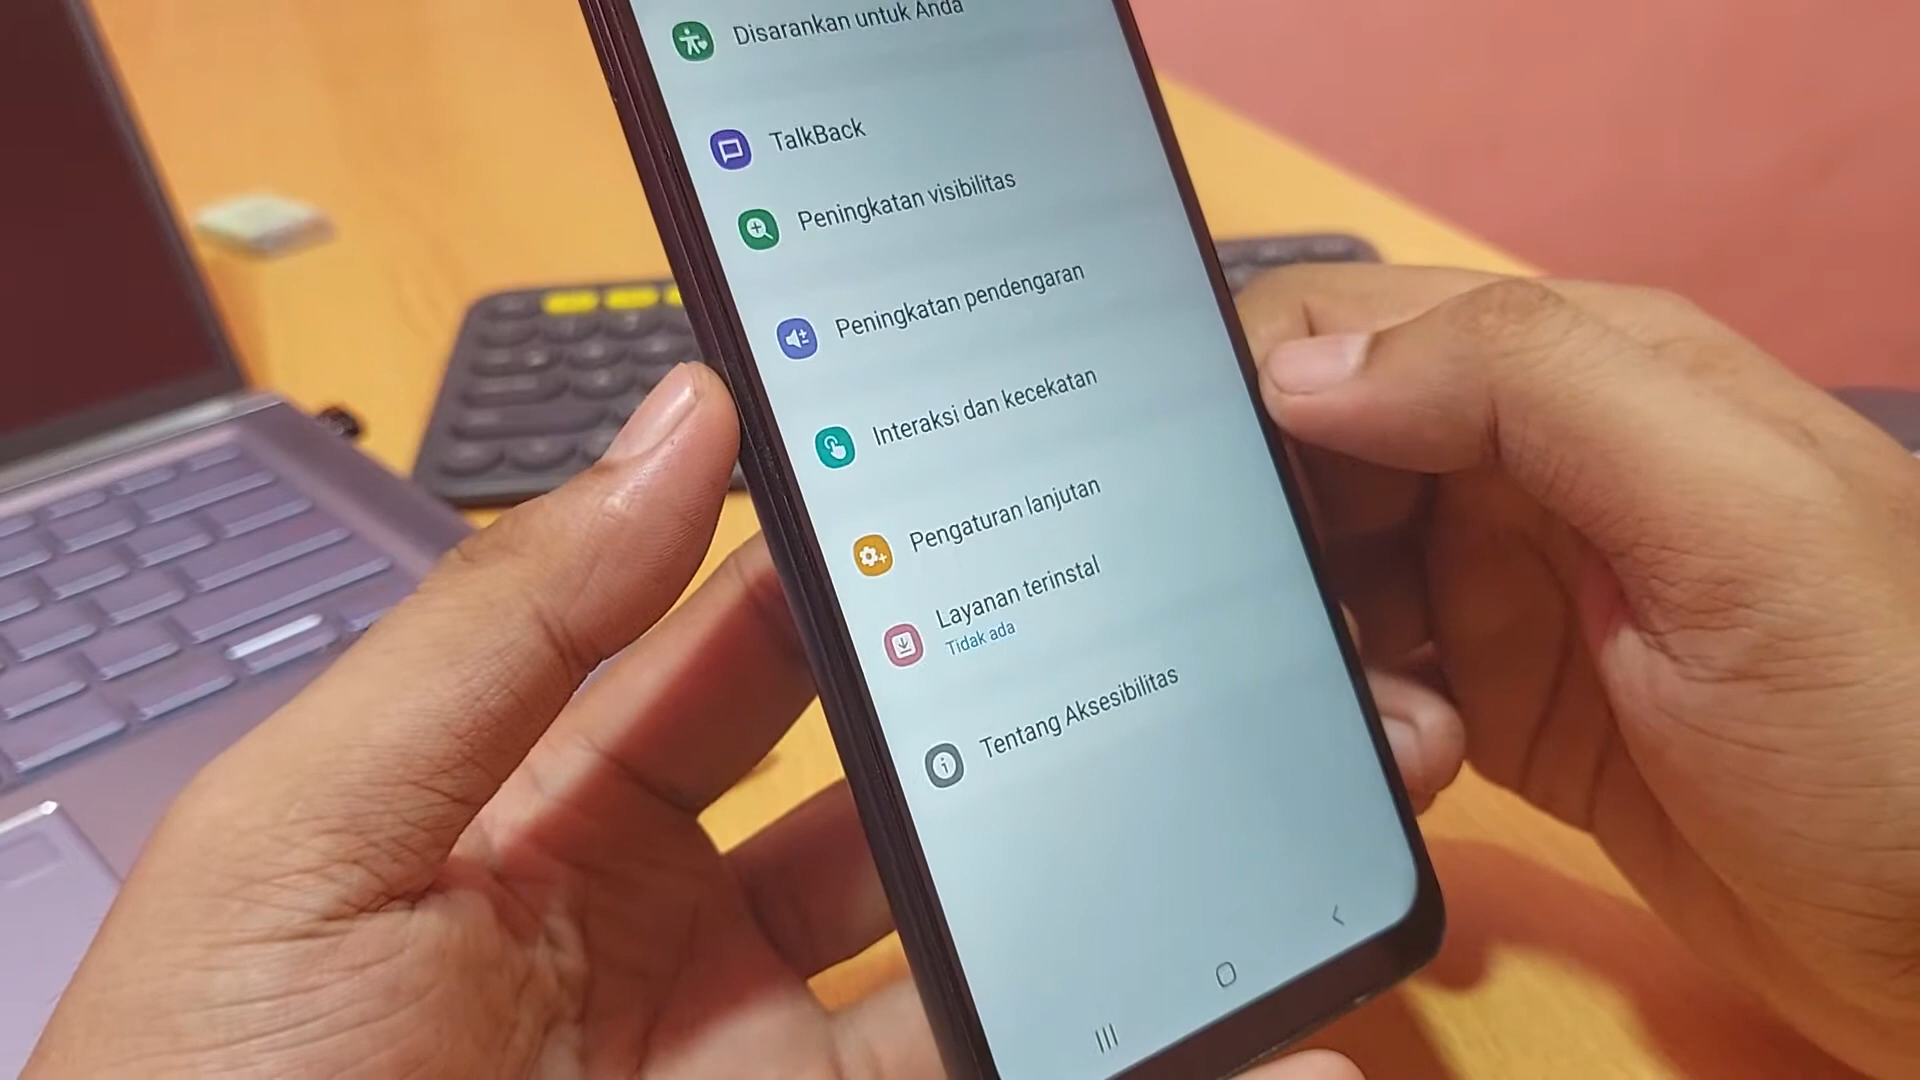 Disarankan untuk Anda
TalkBack
Peningkatan visibilitas
Peningkatan pendengaran
Interaksi dan kecekatan
Pengaturan lanjutan
Layanan terinstal
Tidak ada
Tentang Aksesibilitas